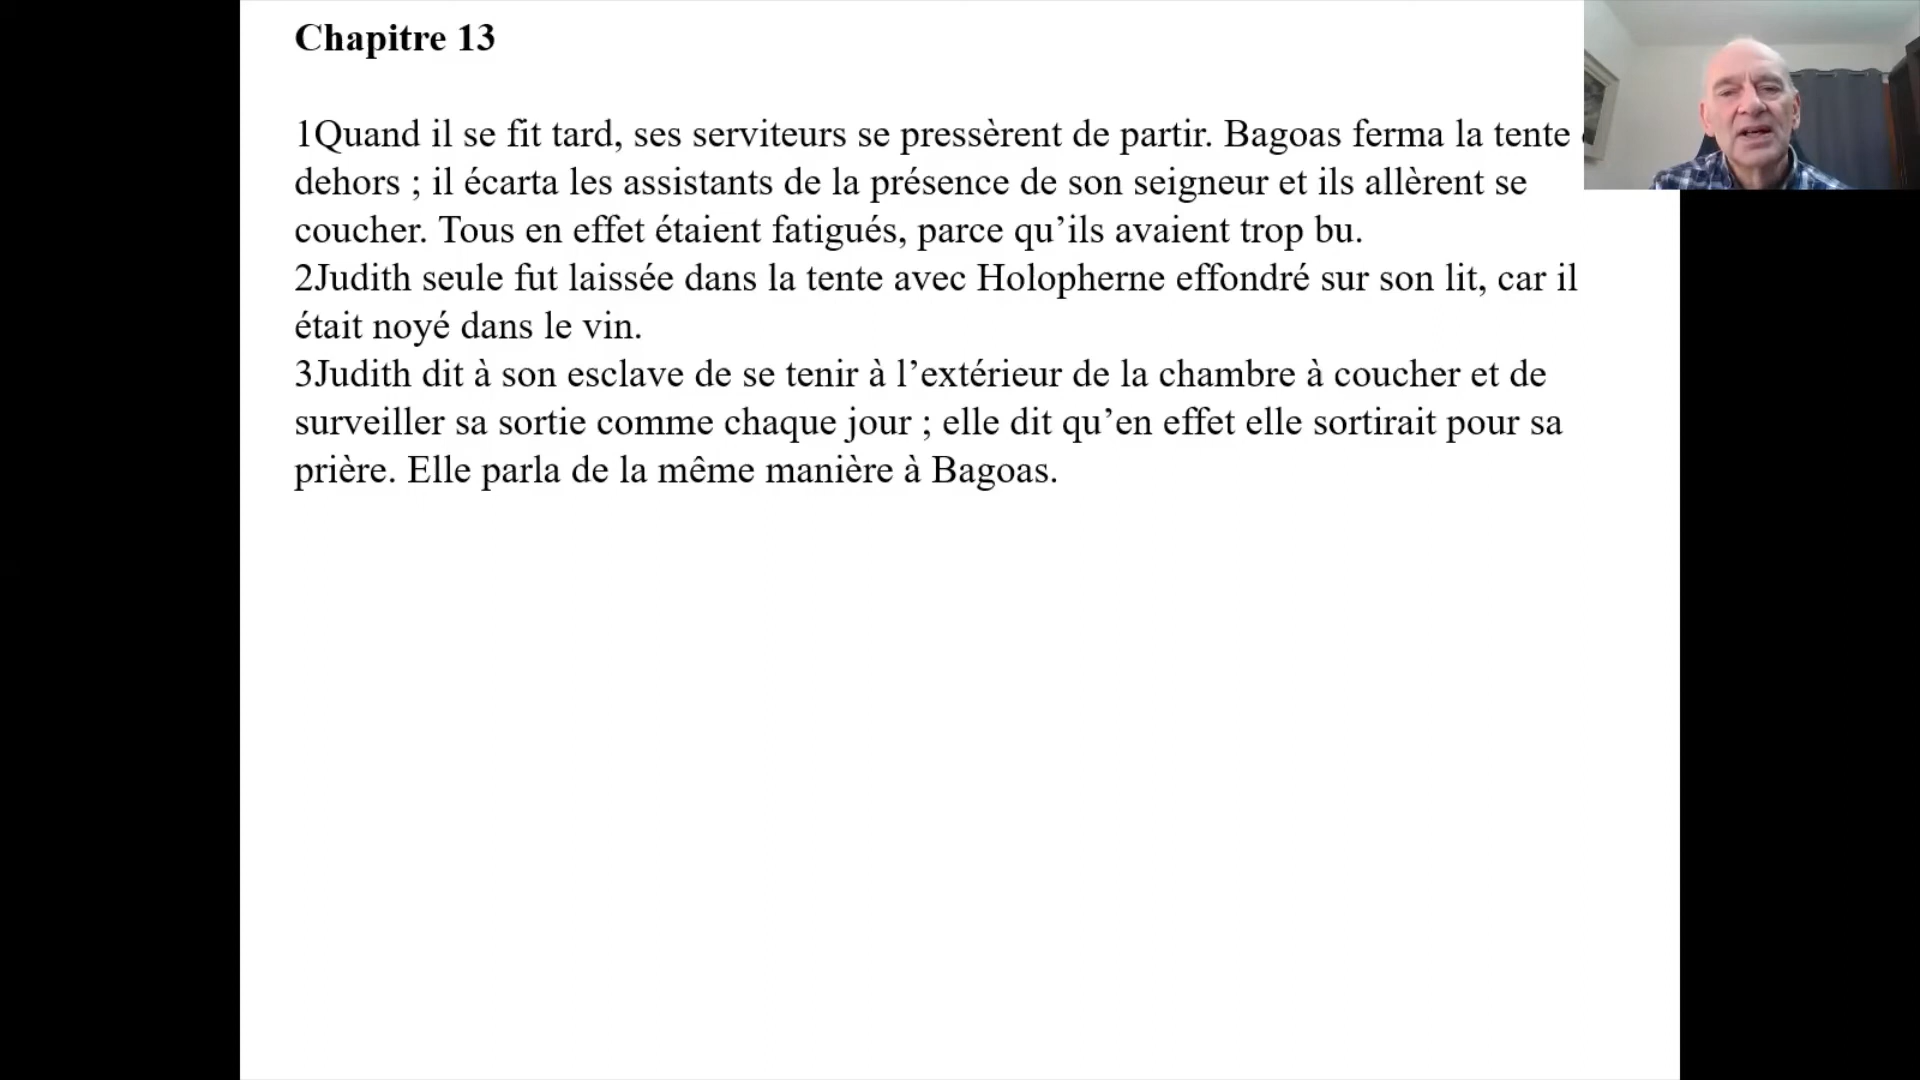 Chapitre 13
1Quand il se fit tard, ses serviteurs se pressèrent de partir. Bagoas ferma la tente
dehors ; il écarta les assistants de la présence de son seigneur et ils allèrent se
coucher. Tous en effet étaient fatigués, parce qu’ils avaient trop bu.
2Judith seule fut laissée dans la tente avec Holopherne effondré sur son lit, car il
était noyé dans le vin.
3Judith dit à son esclave de se tenir à l’extérieur de la chambre à coucher et de
surveiller sa sortie comme chaque jour ; elle dit qu’en effet elle sortirait pour sa
prière. Elle parla de la même manière à Bagoas.